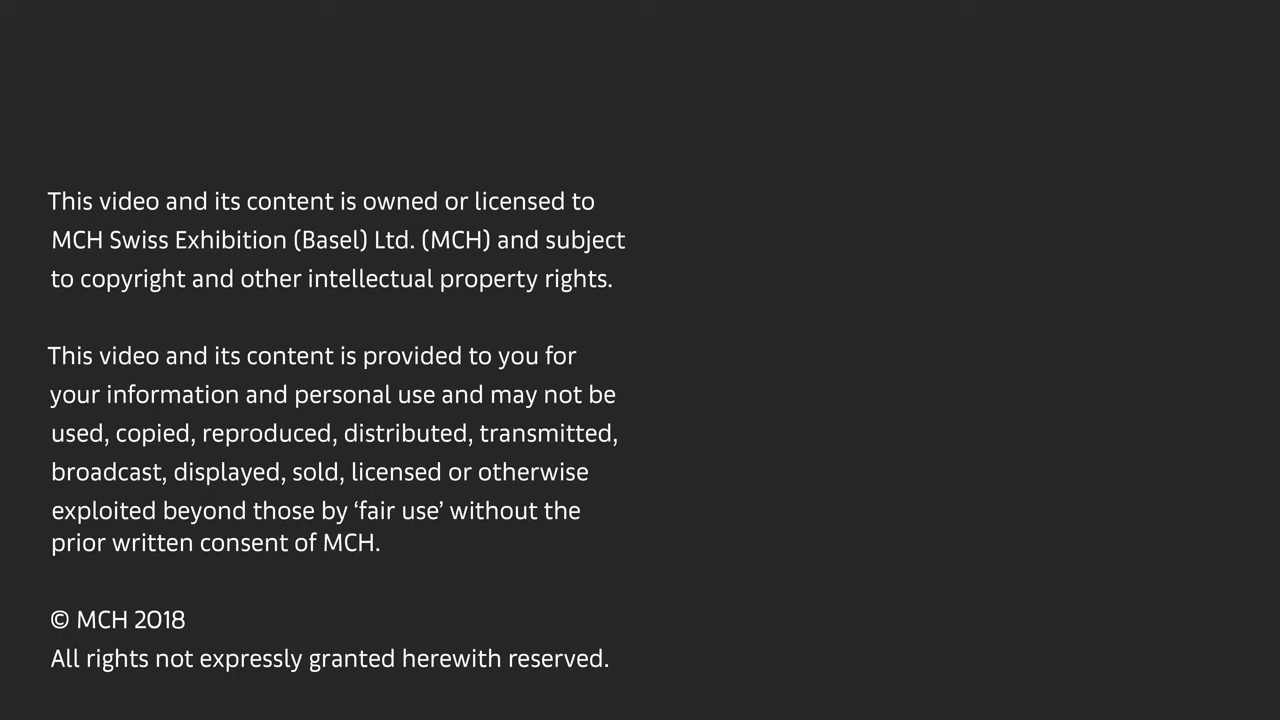 This video and its content is owned or licensed to
MCH Swiss Exhibition (Basel) Ltd. (MCH) and subject
to copyright and other intellectual property rights.
This video and its content is provided to you for
your information and personal use and may not be
used, copied, reproduced, distributed, transmitted,
broadcast, displayed, sold, licensed or otherwise
exploited beyond those by ‘fair use’ without the
prior written consent of MCH.
© MCH 2018
All rights not expressly granted herewith reserved.